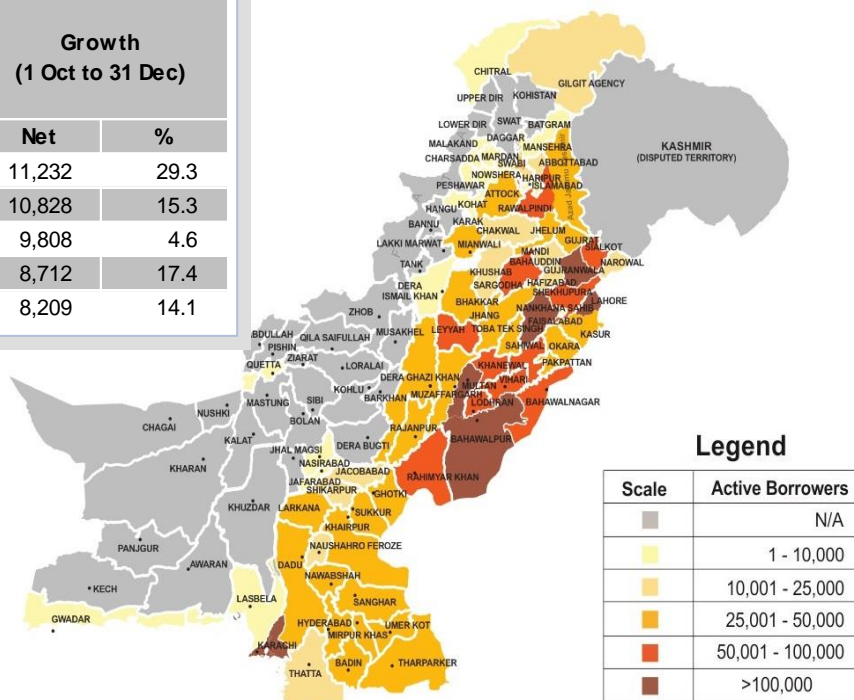 Growth
(1 Oct to 31 Dec)
Net %
11,232 29.3
10,828 15.3
9,808 4.6
8,712 17.4
8,209 14.1
CHITRAL
GILGIT AGENCY
UPPER DIR KOHISTAN
LOWER DIR SWAT BATGRAM
DAGGAR
MALAKAND MANSEHRA
CHARSADDA MARDAN ABBOTTABAD
SWABI
NOWSHERA HARIPUR
PESHAWAR ISLAMABAD
ATTOCK
HANGU KOHAT RAWALPINDI
KARAK
BANNU CHAKWAL JHELUM
LAKKI MARWAT MIANWALI GUJRAT
SIALKOT
MANDI
BAHAUDDIN
TANK KHUSHAB GUJRANWALA NAROWAL
SARGODHA HAFIZABAD
DERA
ISMAIL KHAN
SHEKHUPURA
BHAKKAR LAHORE
NANKHANA SAHIB
JHANG FAISALABAD
ZHOB
MUSAKHEL LEYYAH TOBA TEK SINGH KASUR
SAHIWAL OKARA
KASHMIR
(DISPUTED TERRITORY)
Azad Jammu
BDULLAH QILA SAIFULLAH
PISHIN
ZIARAT
QUETTA LORALAI
KHANEWAL PAKPATTAN
DERA GHAZI KHAN MULTAN VIHARI
MUZAFFARGARH
KOHLU BARKHAN
LODHRAN BAHAWALNAGAR
MASTUNG SIBI
NUSHKI BOLAN
CHAGAI
RAJANPUR
BAHAWALPUR
KALAT DERA BUGTI
JHAL MAGSI
NASIRABAD
KHARAN JACOBABAD RAHIMYAR KHAN
JAFARABAD
SHIKARPUR
GHOTKI
KHUZDAR LARKANA SUKKUR
KHAIRPUR
PANJGUR
NAUSHAHRO FEROZE
AWARAN DADU
NAWABSHAH
KECH
LASBELA SANGHAR
GWADAR
HYDERABAD UMER KOT
MIRPUR KHAS
KARACHI
BADIN THARPARKER
THATTA
Legend
Scale Active Borrowers
N/A
1 - 10,000
10,001 - 25,000
25,001 - 50,000
50,001 - 100,000
>100,000